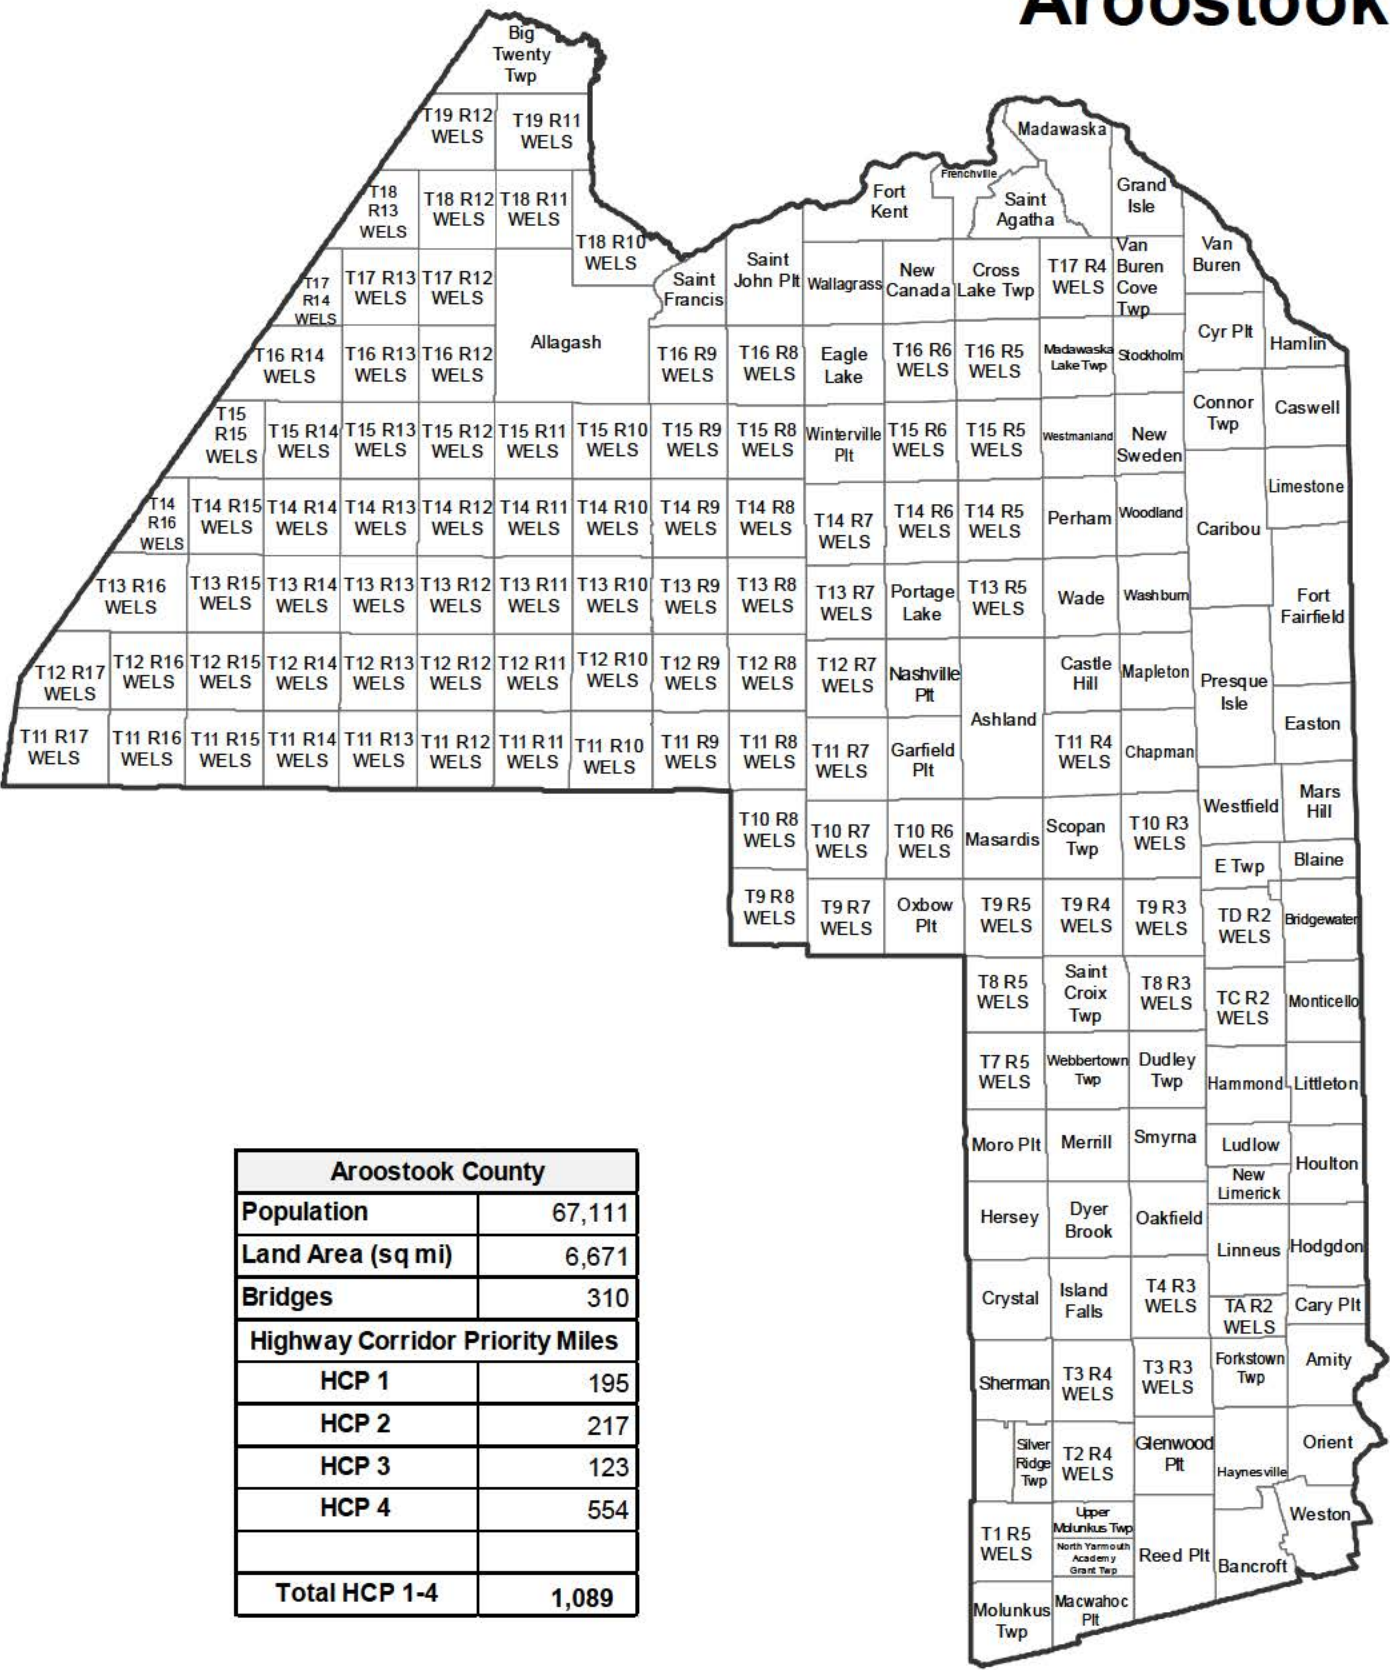 Aroostook
Big
Twenty
Twp
T19 R12
WELS
T19 R11
WELS
Madawaska
Frenchville
Fort
Kent
Saint
Agatha
Grand
Isle
T18
R13
WELS
T18 R12
WELS
T18 R11
WELS
T18 R10
WELS
T17
R14
WELS
T17 R13
WELS
T17 R12
WELS
Allagash
Saint
Francis
Saint
John Plt
Wallagrass
New
Canada
Cross
Lake Twp
T17 R4
WELS
Van
Buren
Cove
Twp
Van
Buren
Cyr Plt
Hamlin
T16 R14
WELS
T16 R13
WELS
T16 R12
WELS
T16 R9
WELS
T16 R8
WELS
Eagle
Lake
T16 R6
WELS
T16 R5
WELS
Madawaska
Lake Twp
Stockholm
Connor
Twp
Caswell
T15
R15
WELS
T15 R14
WELS
T15 R13
WELS
T15 R12
WELS
T15 R11
WELS
T15 R10
WELS
T15 R9
WELS
T15 R8
WELS
Winterville
Plt
T15 R6
WELS
T15 R5
WELS
Westmanland
New
Sweden
Limestone
T14
R16
WELS
T14 R15
WELS
T14 R14
WELS
T14 R13
WELS
T14 R12
WELS
T14 R11
WELS
T14 R10
WELS
T14 R9
WELS
T14 R8
WELS
T14 R7
WELS
T14 R6
WELS
T14 R5
WELS
Perham
Woodland
Caribou
T13 R16
WELS
T13 R15
WELS
T13 R14
WELS
T13 R13
WELS
T13 R12
WELS
T13 R11
WELS
T13 R10
WELS
T13 R9
WELS
T13 R8
WELS
T13 R7
WELS
Portage
Lake
T13 R5
WELS
Wade
Washburn
Fort
Fairfield
T12 R17
WELS
T12 R16
WELS
T12 R15
WELS
T12 R14
WELS
T12 R13
WELS
T12 R12
WELS
T12 R11
WELS
T12 R10
WELS
T12 R9
WELS
T12 R8
WELS
T12 R7
WELS
Nashville
Plt
Ashland
Castle
Hill
Mapleton
Presque
Isle
Easton
T11 R17
WELS
T11 R16
WELS
T11 R15
WELS
T11 R14
WELS
T11 R13
WELS
T11 R12
WELS
T11 R11
WELS
T11 R10
WELS
T11 R9
WELS
T11 R8
WELS
T11 R7
WELS
Garfield
Plt
T11 R4
WELS
Chapman
Westfield
Mars
Hill
T10 R8
WELS
T10 R7
WELS
T10 R6
WELS
Masardis
Scopan
Twp
T10 R3
WELS
E Twp
Blaine
T9 R8
WELS
T9 R7
WELS
Oxbow
Plt
T9 R5
WELS
T9 R4
WELS
T9 R3
WELS
TD R2
WELS
Bridgewater
T8 R5
WELS
Saint
Croix
Twp
T8 R3
WELS
TC R2
WELS
Monticello
T7 R5
WELS
Webbertown
Twp
Dudley
Twp
Hammond
Littleton
Moro Plt
Merrill
Smyrna
Ludlow
New
Limerick
Houlton
Hersey
Dyer
Brook
Oakfield
Linneus
Hodgdon
Crystal
Island
Falls
T4 R3
WELS
TA R2
WELS
Cary Plt
Sherman
T3 R4
WELS
T3 R3
WELS
Forkstown
Twp
Amity
Silver
Ridge
Twp
T2 R4
WELS
Glenwood
Plt
Haynesville
Orient
T1 R5
WELS
Upper
Molunkus Twp
North Yarmouth
Academy
Grant Twp
Reed Plt
Bancroft
Weston
Molunkus
Twp
Macwahoc
Plt
Aroostook County
Population 67,111
Land Area (sq mi) 6,671
Bridges 310
Highway Corridor Priority Miles
HCP 1 195
HCP 2 217
HCP 3 123
HCP 4 554
Total HCP 1-4 1,089